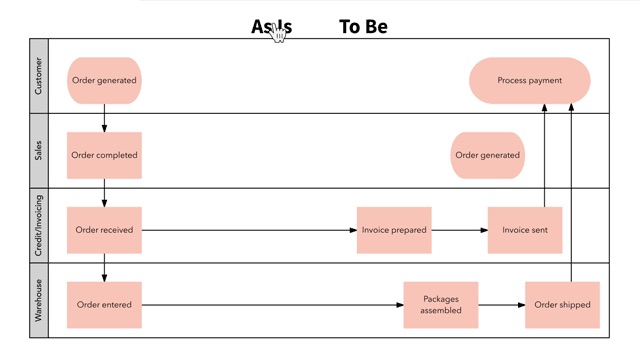 As Is
To Be
Customer
Order generated
Process payment
Sales
Order completed
Order generated
Credit/Invoicing
Order received
Invoice prepared
Invoice sent
Warehouse
Order entered
Packages
assembled
Order shipped